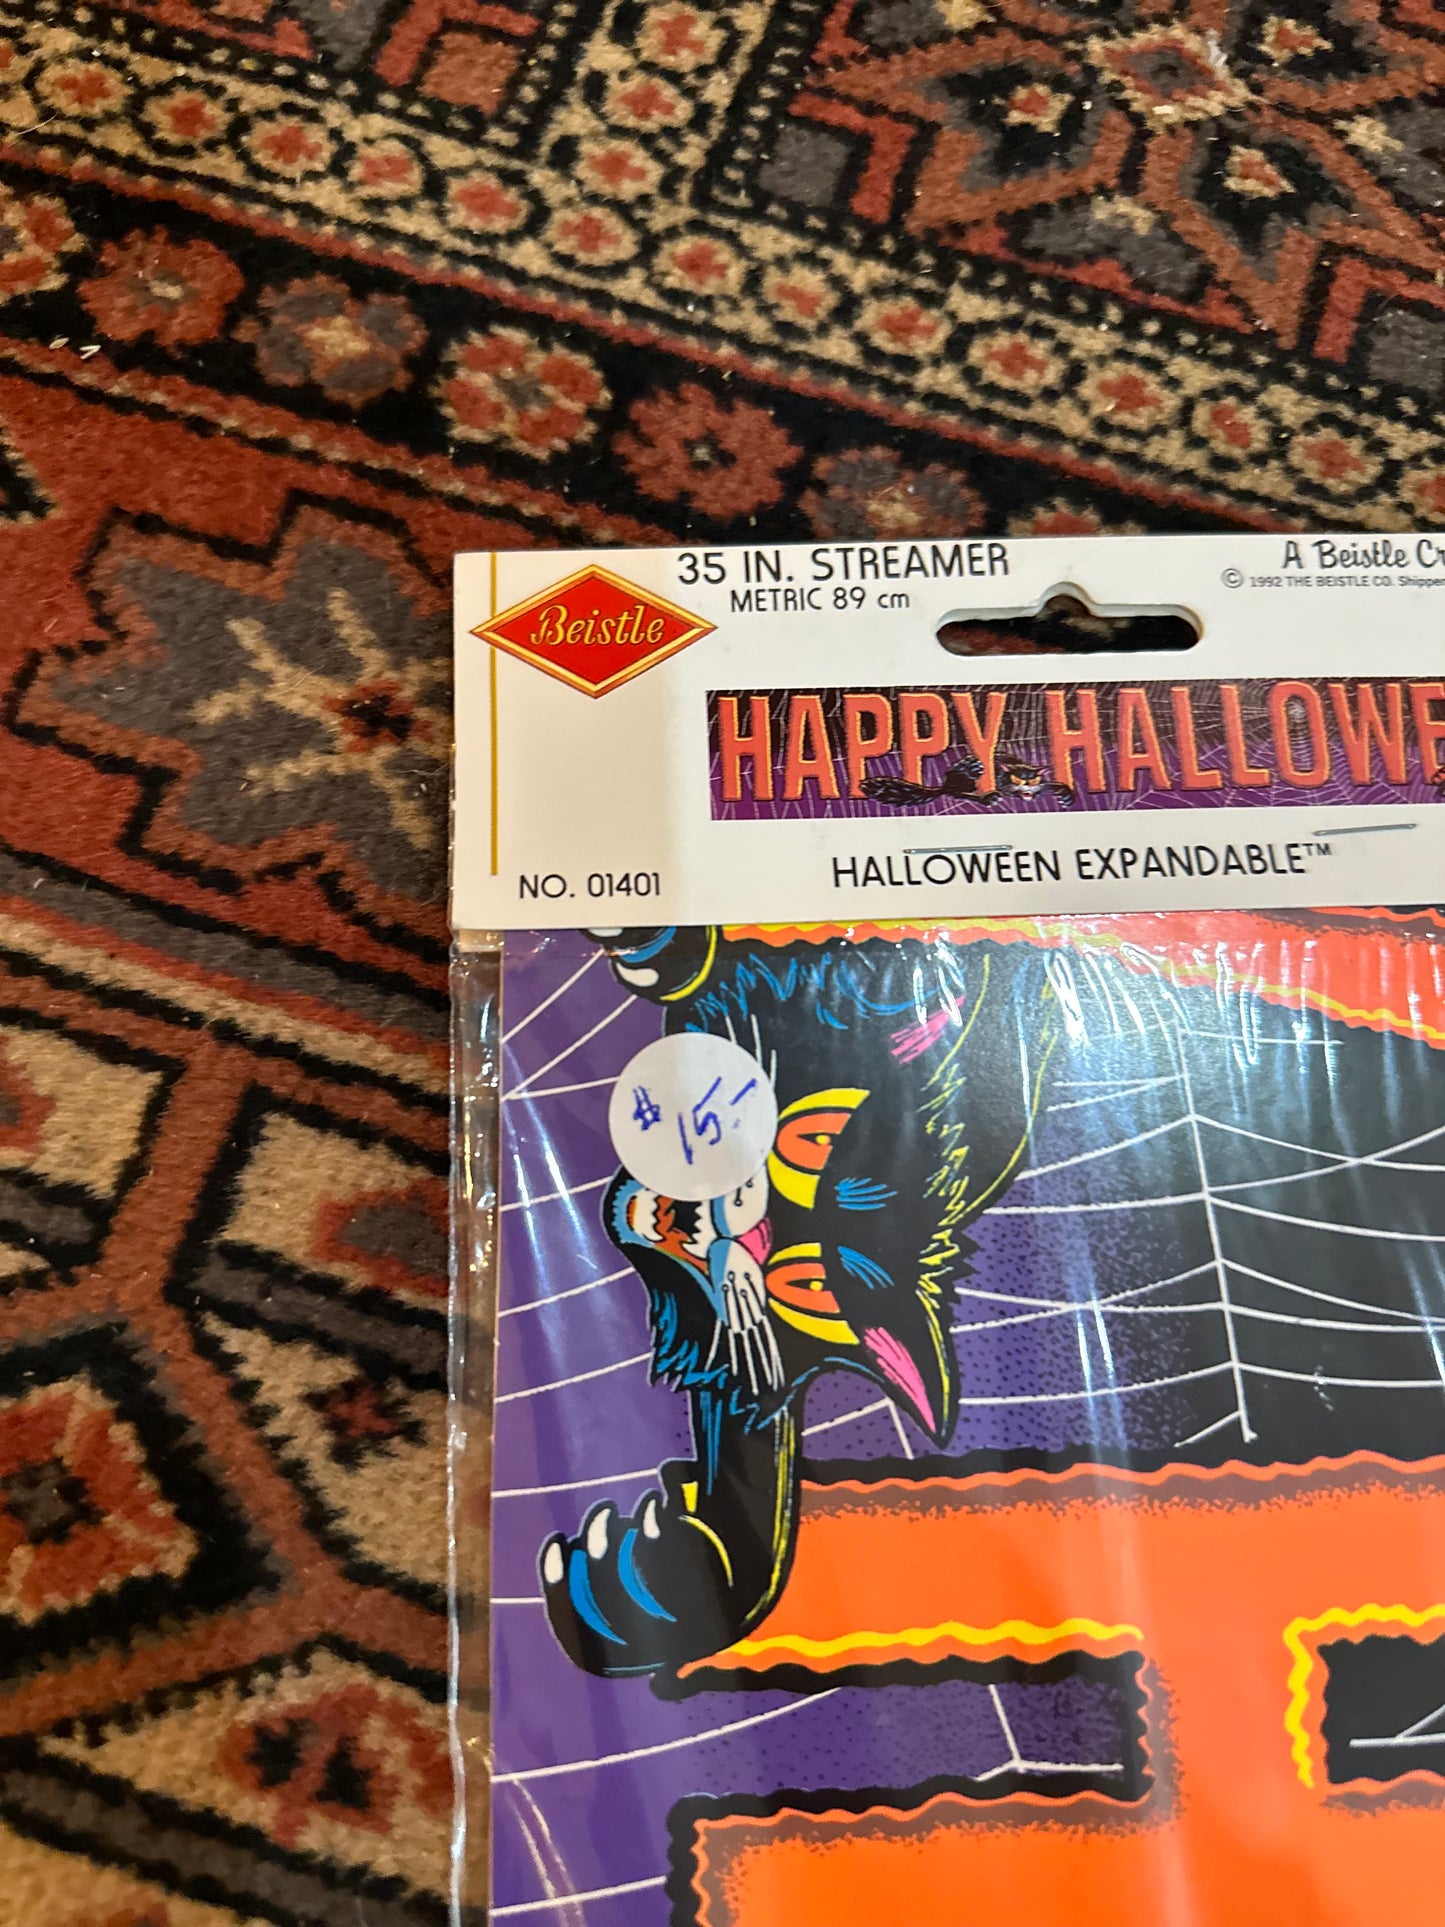 35 IN. STREAMER
METRIC 89 cm
A Beistle
© 1992 THE BEISTLE CO.
Beistle
HAPPY HALLOWE
NO. 01401
HALLOWEEN EXPANDABLE™
$ 15.-